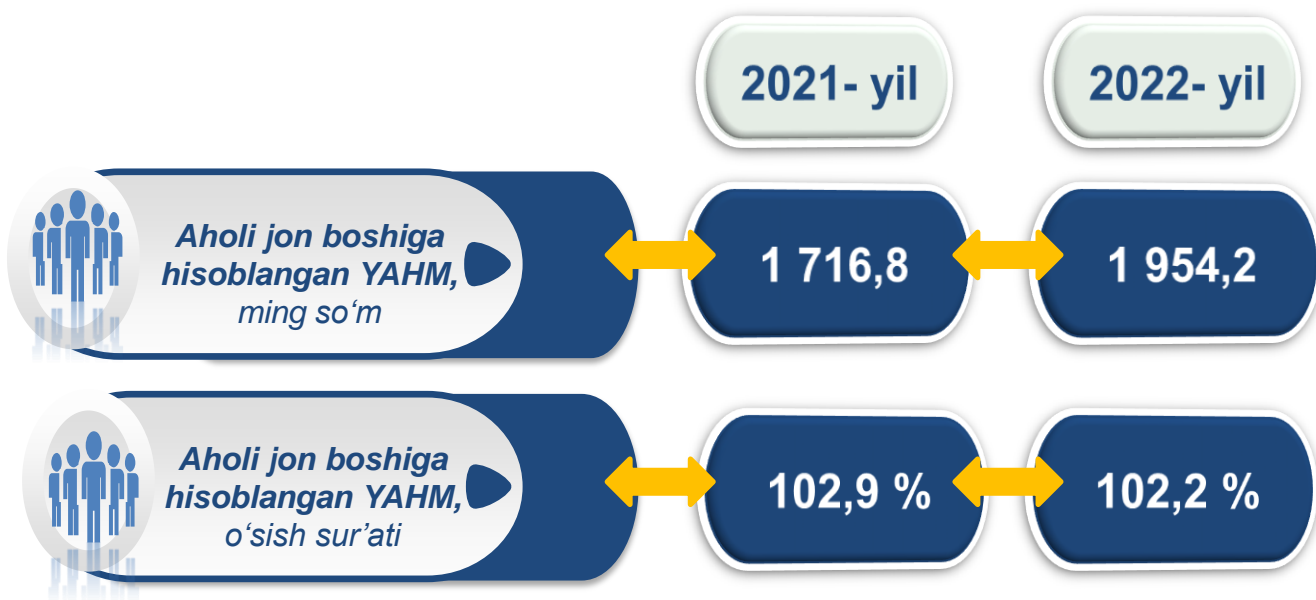 2021- yil
2022- yil
Aholi jon boshiga
hisoblangan YAHM,
ming so‘m
1 716,8
1 954,2
Aholi jon boshiga
hisoblangan YAHM,
o‘sish sur’ati
102,9 %
102,2 %